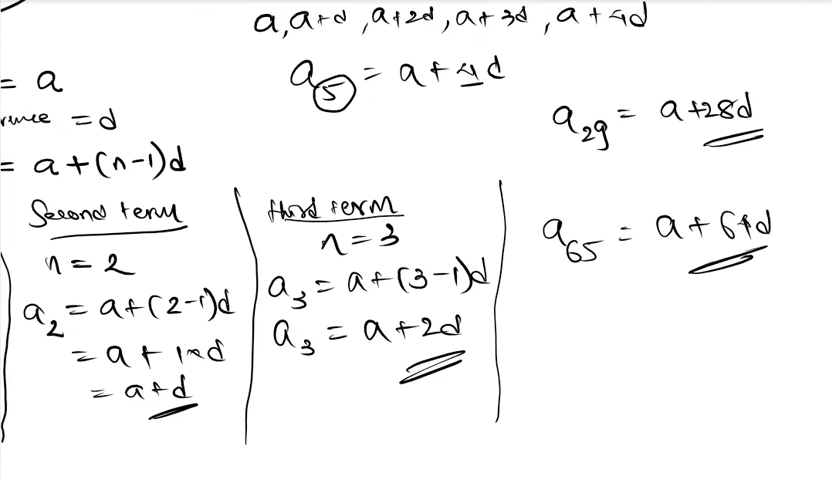 a, a+d, a+2d, a+3d, a+4d
a₅ = a+4d
= a
= d
= a+(n-1)d
a₂₉ = a+28d
Second term
n = 2
a₂ = a+(2-1)d
= a + 1×d
= a+d
third term
n = 3
a₃ = a+(3-1)d
a₃ = a+2d
a₆₅ = a+64d